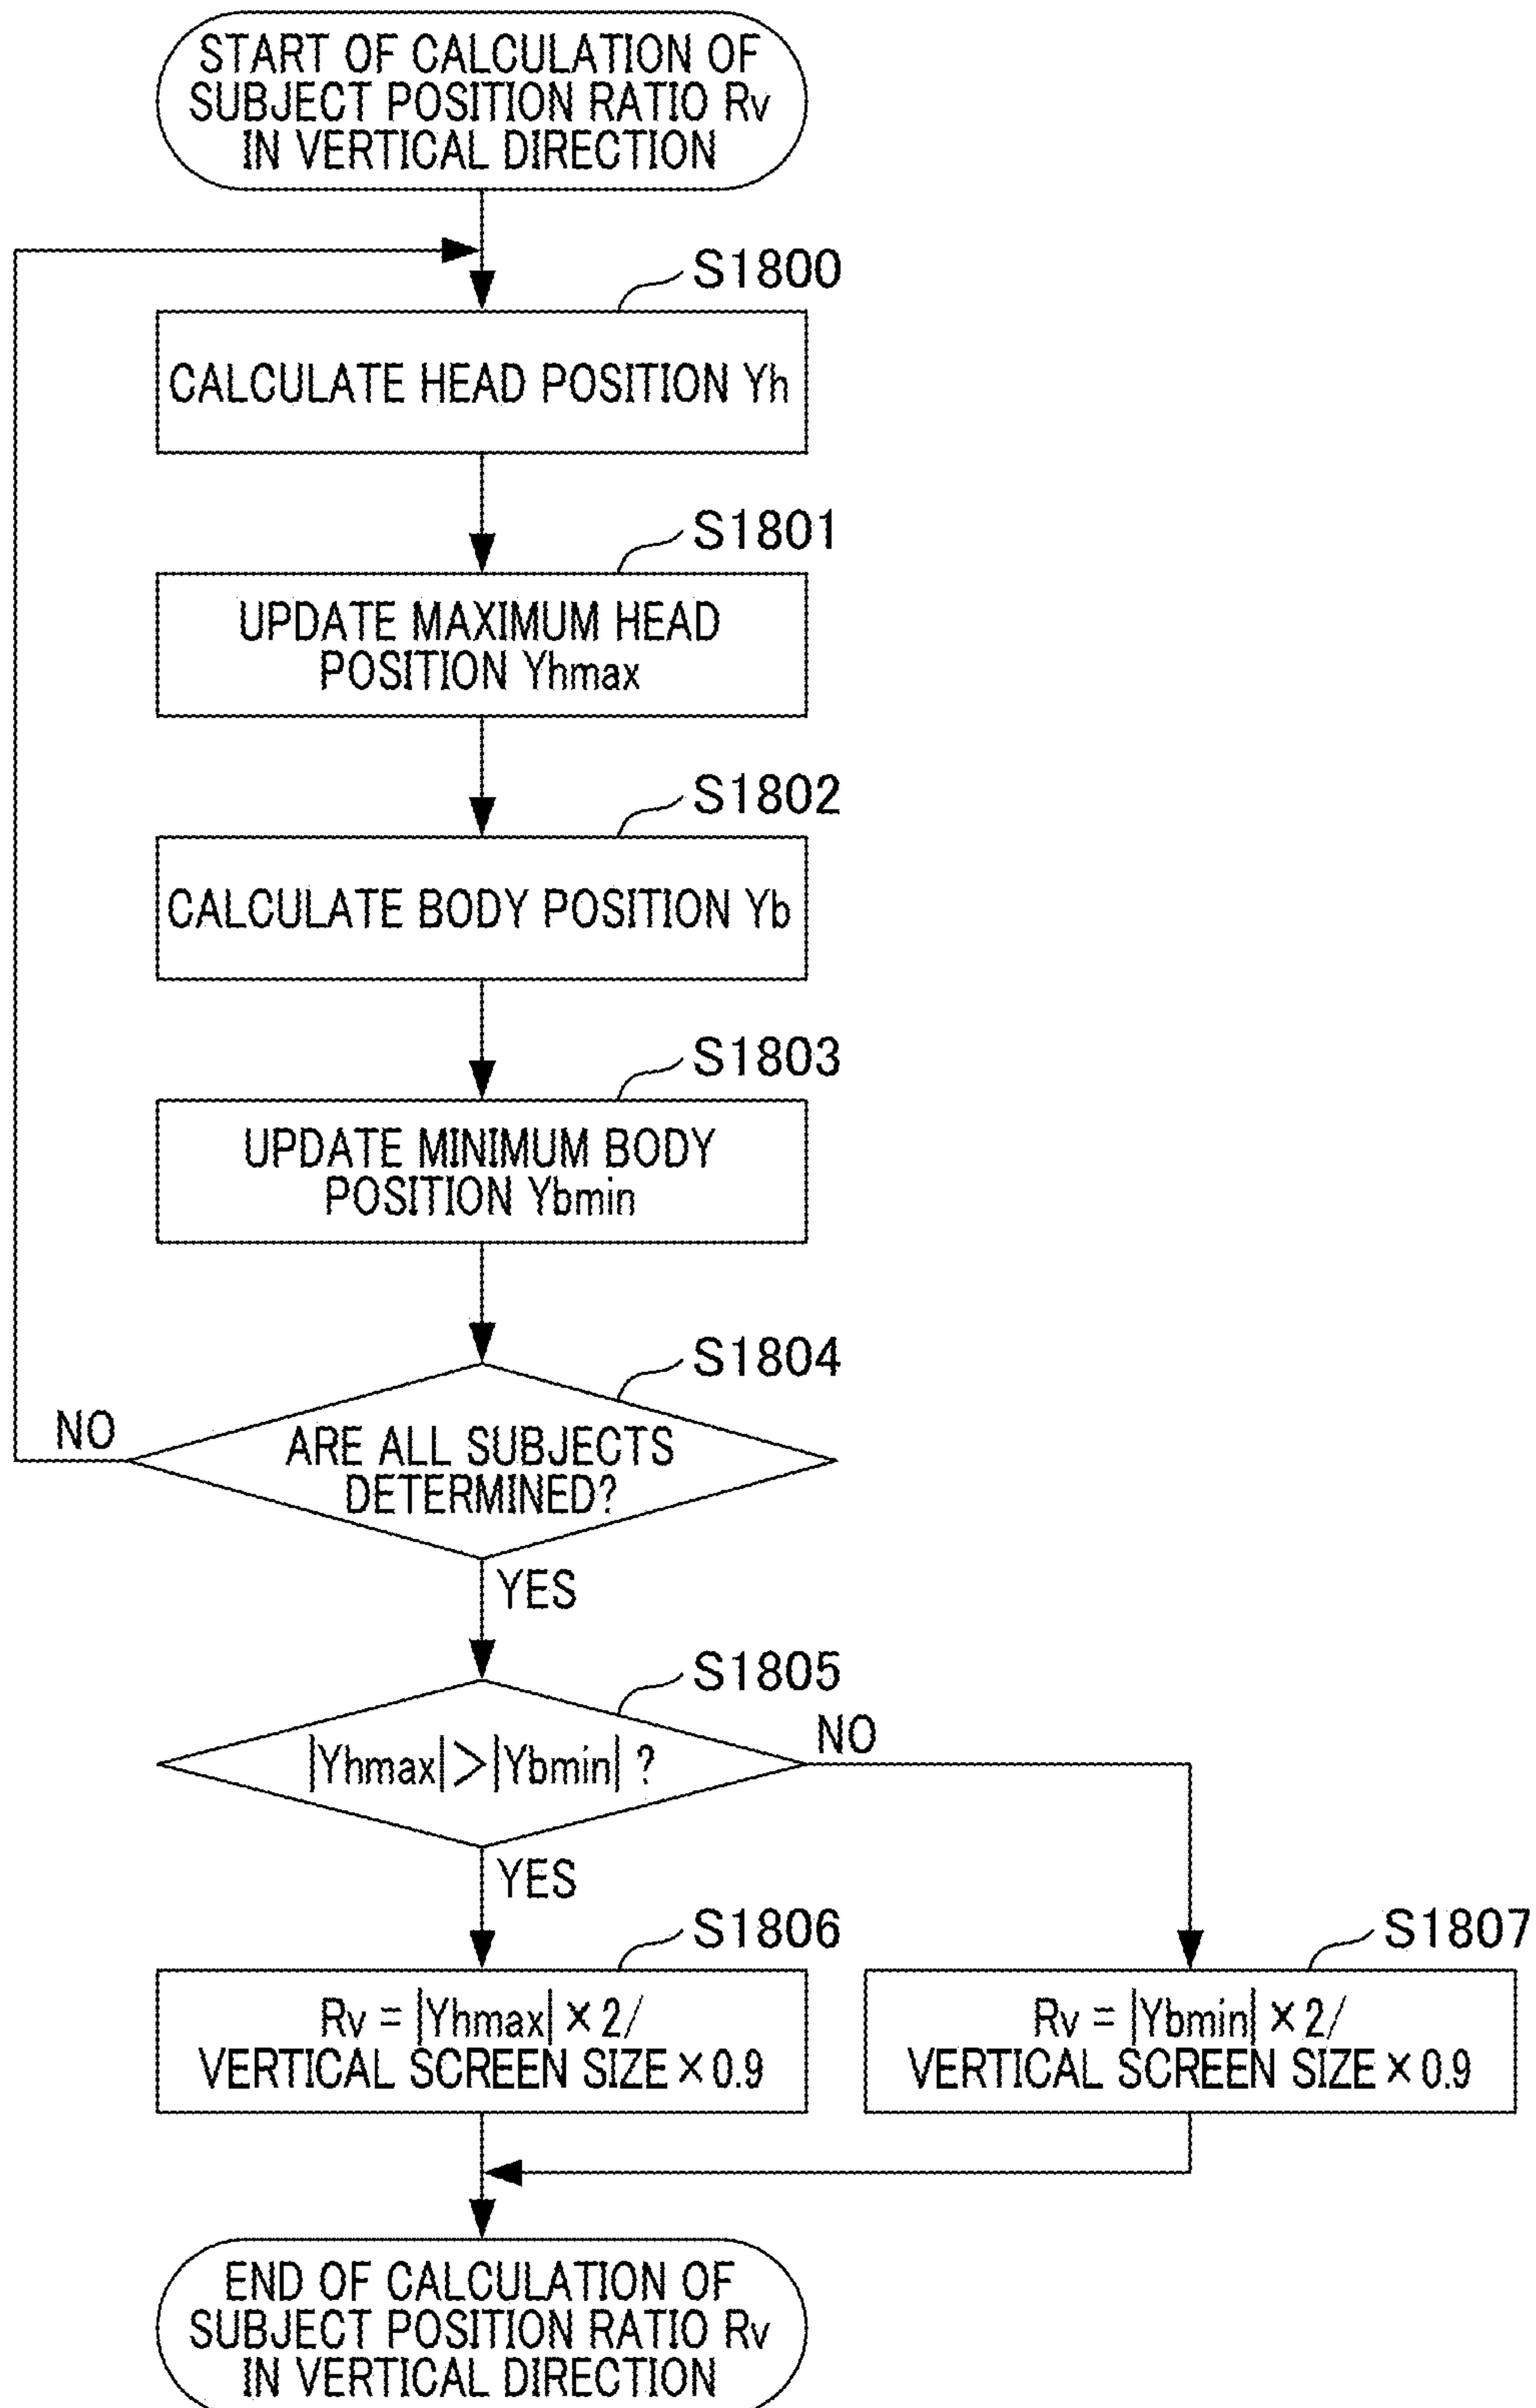 START OF CALCULATION OF
SUBJECT POSITION RATIO Rv
IN VERTICAL DIRECTION
S1800
CALCULATE HEAD POSITION Yh
S1801
UPDATE MAXIMUM HEAD
POSITION Yhmax
S1802
CALCULATE BODY POSITION Yb
S1803
UPDATE MINIMUM BODY
POSITION Ybmin
S1804
NO
ARE ALL SUBJECTS
DETERMINED?
YES
S1805
NO
|Yhmax|>|Ybmin| ?
YES
S1806
Rv = |Yhmax| × 2/
VERTICAL SCREEN SIZE × 0.9
S1807
Rv = |Ybmin| × 2/
VERTICAL SCREEN SIZE × 0.9
END OF CALCULATION OF
SUBJECT POSITION RATIO Rv
IN VERTICAL DIRECTION